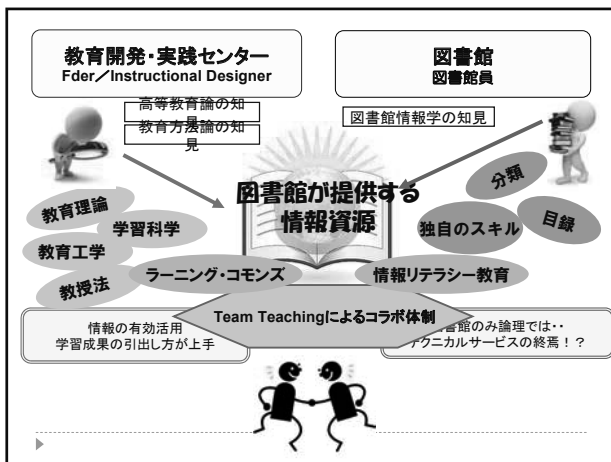 教育開発・実践センター
Fder／Instructional Designer
図書館
図書館員
高等教育論の知
見
教育方法論の知
見
図書館情報学の知見
図書館が提供する
情報資源
教育理論
学習科学
教育工学
教授法
分類
独自のスキル
目録
ラーニング・コモンズ
情報リテラシー教育
Team Teachingによるコラボ体制
情報の有効活用
学習成果の引出し方が上手
書館のみ論理では・・
クニカルサービスの終焉！？